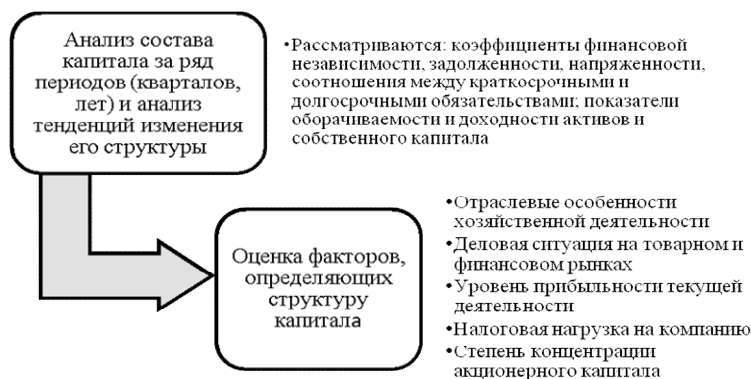 Анализ состава
капитала за ряд
периодов (кварталов,
лет) и анализ
тенденций изменения
его структуры
•Рассматриваются: коэффициенты финансовой
независимости, задолженности, напряженности,
соотношения между краткосрочными и
долгосрочными обязательствами; показатели
оборачиваемости и доходности активов и
собственного капитала
Оценка факторов,
определяющих
структуру
капитала
•Отраслевые особенности
хозяйственной деятельности
•Деловая ситуация на товарном и
финансовом рынках
•Уровень прибыльности текущей
деятельности
•Налоговая нагрузка на компанию
•Степень концентрации
акционерного капитала